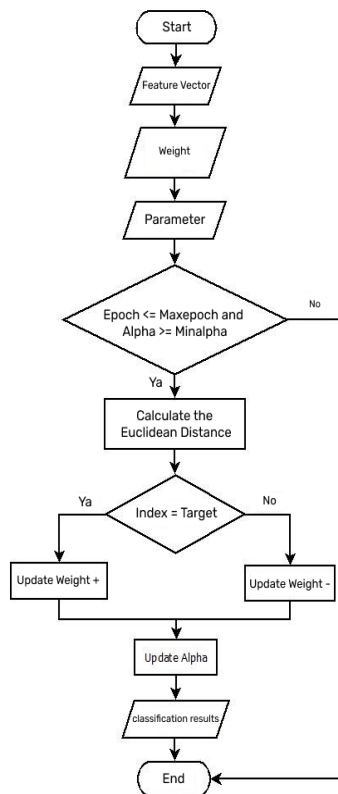 Start
Feature Vector
Weight
Parameter
Epoch <= Maxepoch and
Alpha >= Minalpha
No
Ya
Calculate the
Euclidean Distance
Ya
Index = Target
No
Update Weight +
Update Weight -
Update Alpha
classification results
End